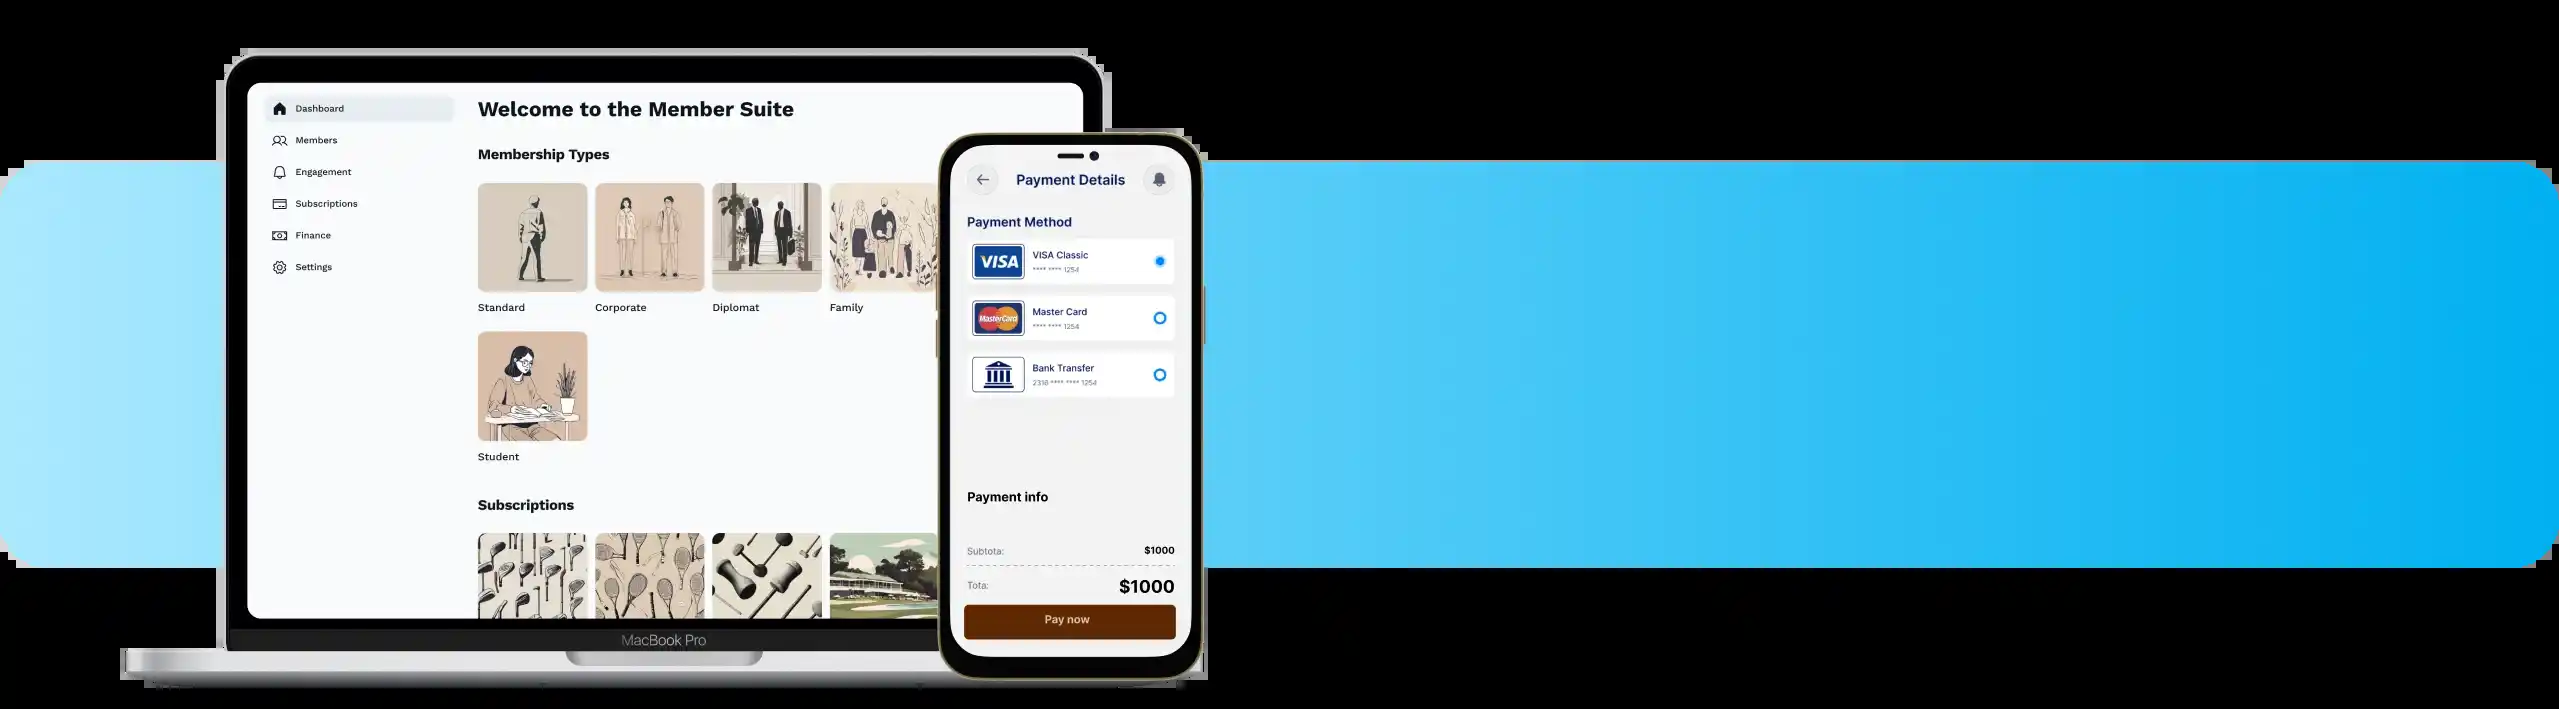 Dashboard
Members
Engagement
Subscriptions
Finance
Settings
Welcome to the Member Suite
Membership Types
Standard
Corporate
Diplomat
Family
Student
Subscriptions
MacBook Pro
Payment Details
Payment Method
VISA
VISA Classic
**** **** 1254
MasterCard
Master Card
**** **** 1254
Bank Transfer
2316 **** **** 1254
Payment info
Subtota: $1000
Tota: $1000
Pay now